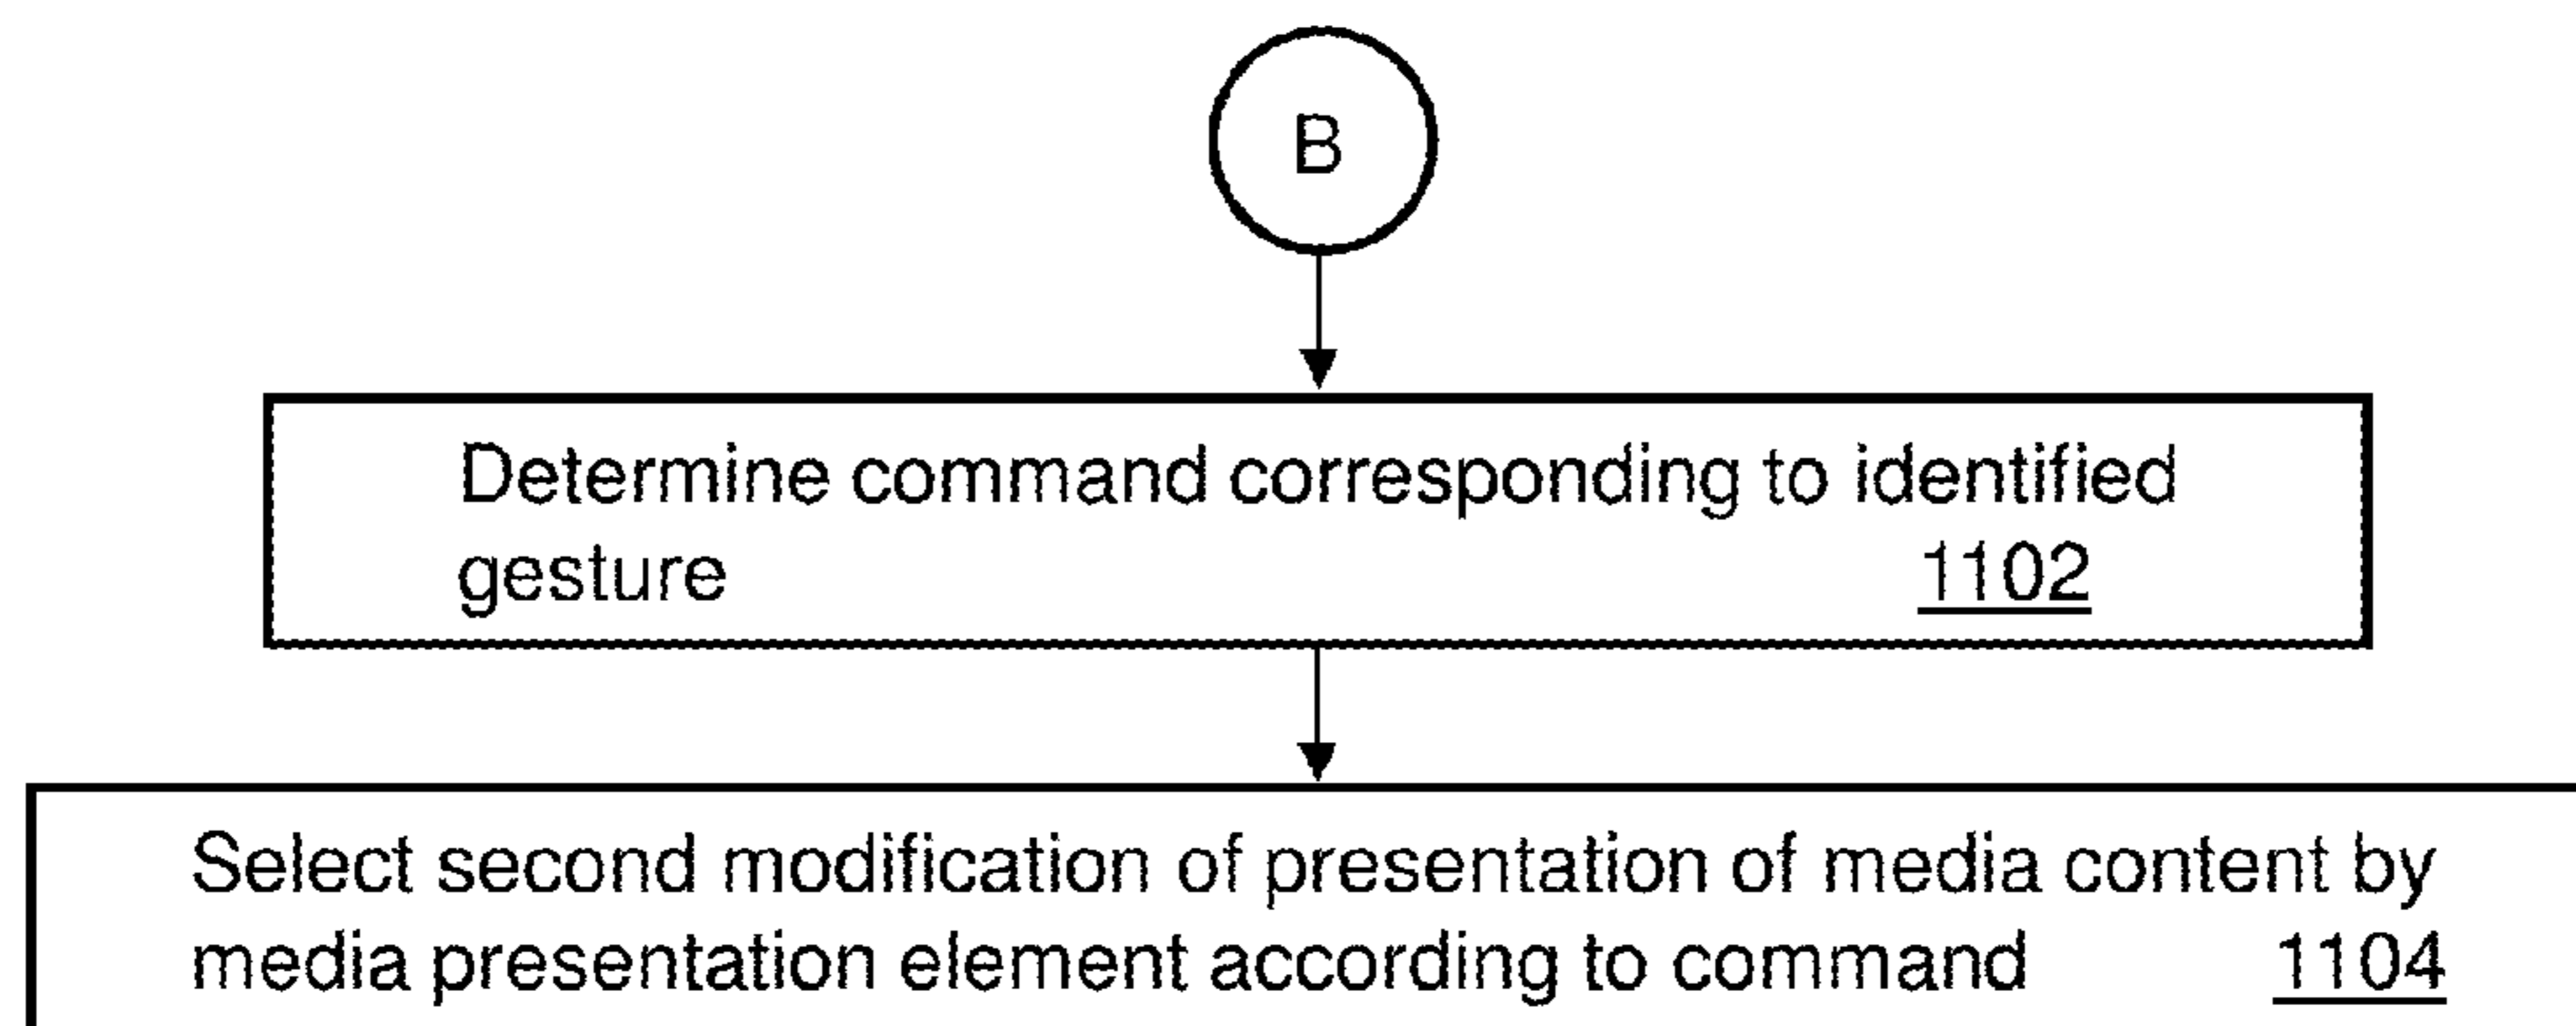 B
Determine command corresponding to identified
gesture 1102
Select second modification of presentation of media content by
media presentation element according to command 1104